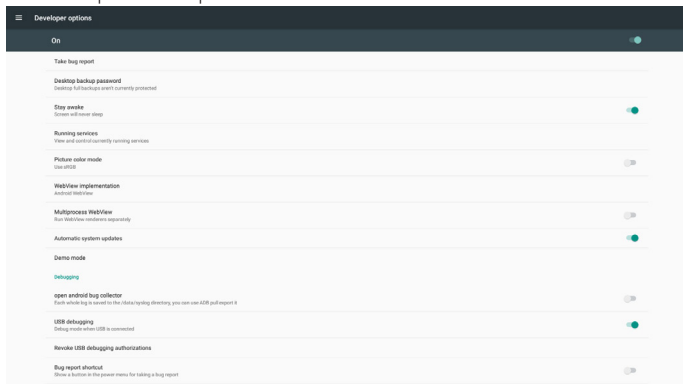 Developer options
On
Take bug report
Desktop backup password
Desktop full backups aren't currently protected
Stay awake
Screen will never sleep
Running services
View and control currently running services
Picture color mode
Use sRGB
WebView implementation
Android WebView
Multiprocess WebView
Run WebView renderers separately
Automatic system updates
Demo mode
Debugging
open android bug collector
Each whole log is saved to the /data/syslog directory, you can use ADB pull export it
USB debugging
Debug mode when USB is connected
Revoke USB debugging authorizations
Bug report shortcut
Show a button in the power menu for taking a bug report